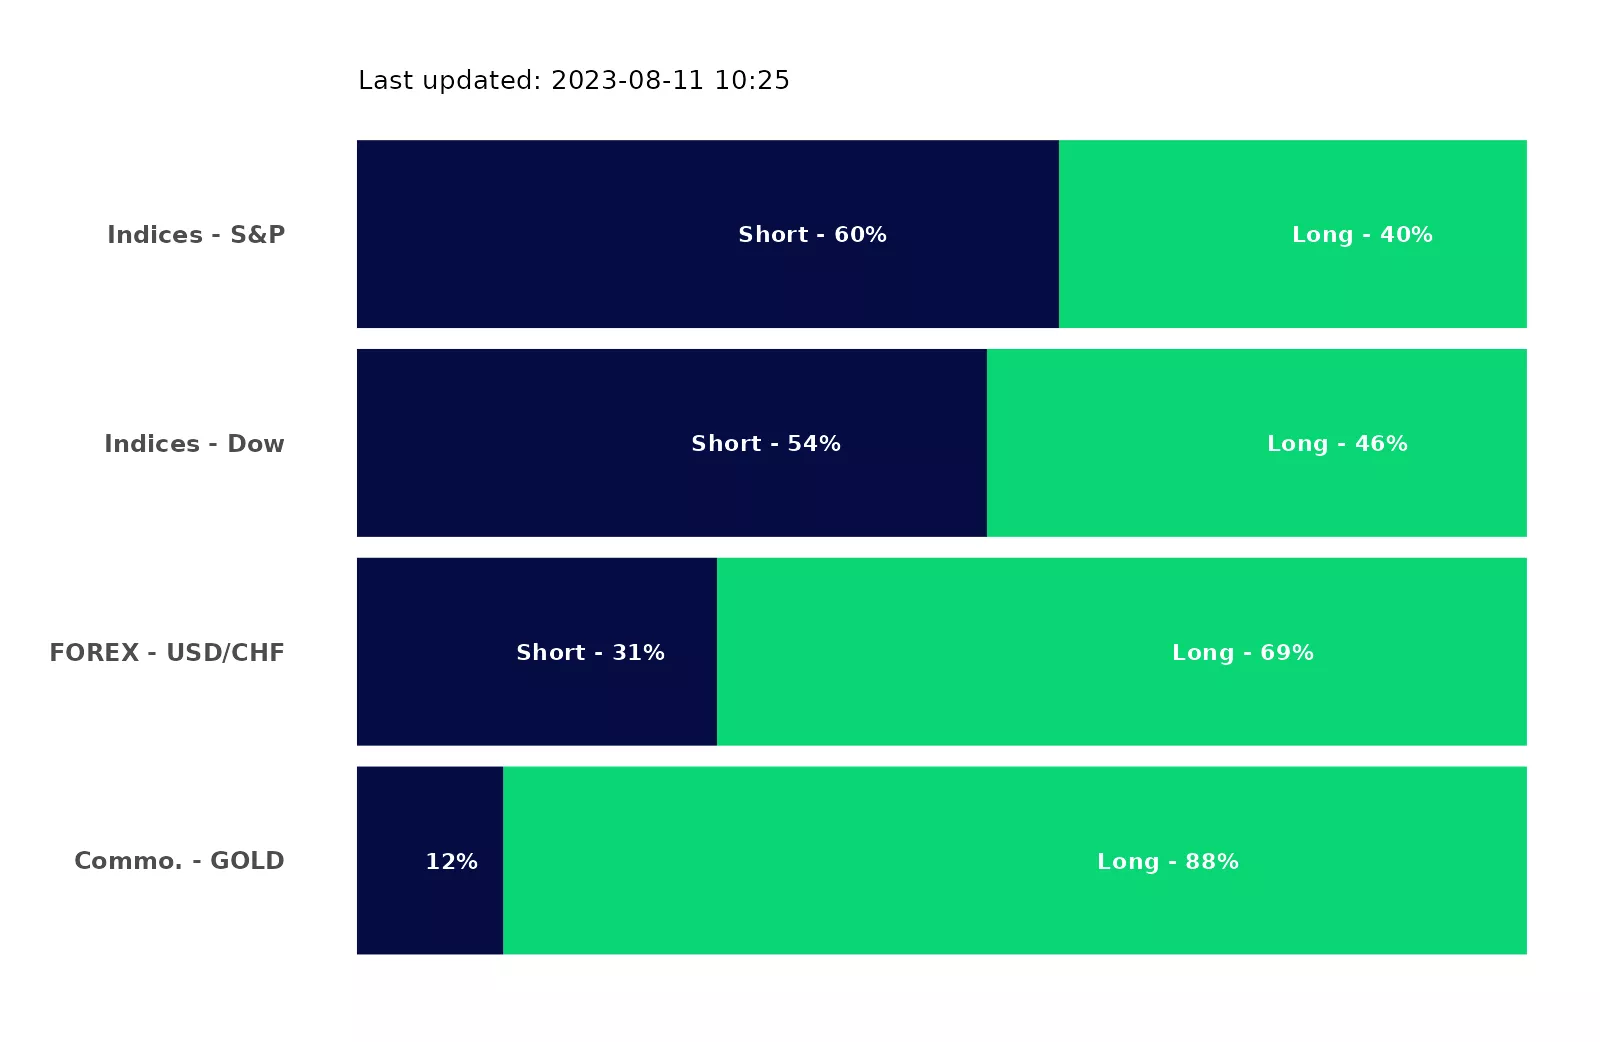 Last updated: 2023-08-11 10:25
Indices - S&P Short - 60% Long - 40%
Indices - Dow Short - 54% Long - 46%
FOREX - USD/CHF Short - 31% Long - 69%
Commo. - GOLD 12% Long - 88%